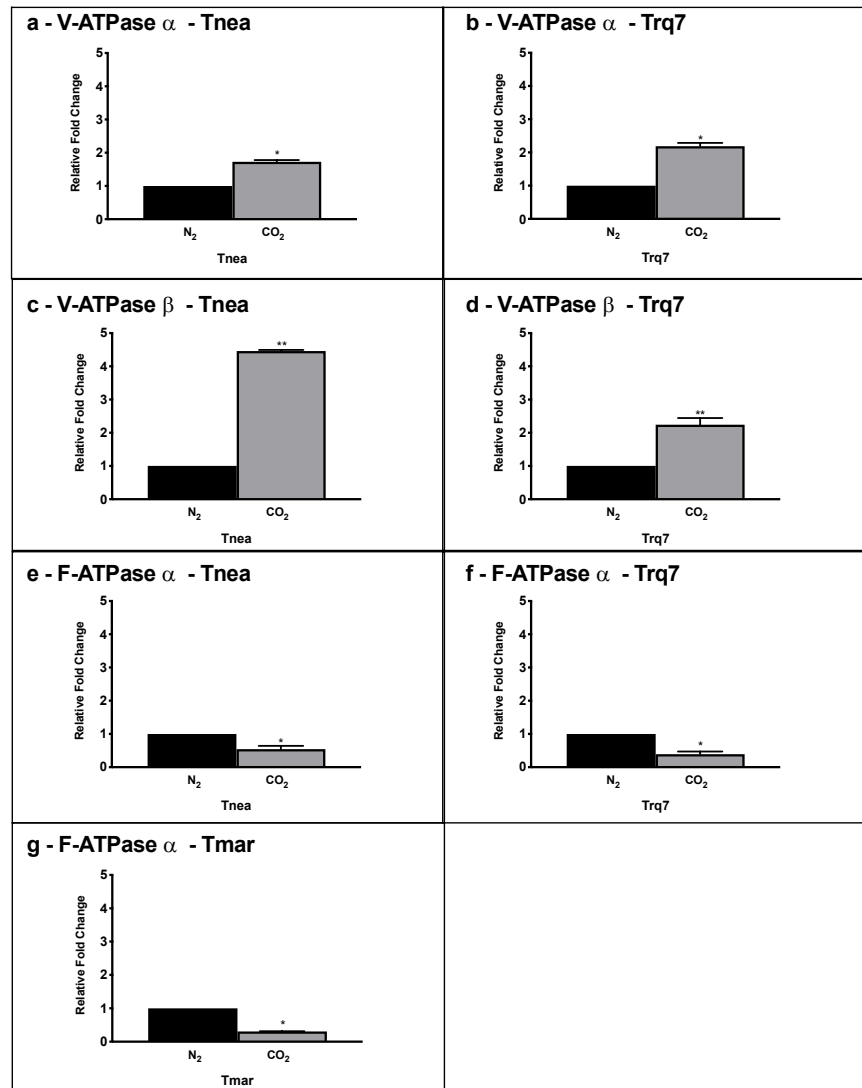 a - V-ATPase α - Tnea
Relative Fold Change
5
4
3
2
1
0
*
N₂
CO₂
Tnea
b - V-ATPase α - Trq7
Relative Fold Change
5
4
3
2
1
0
*
N₂
CO₂
Trq7
c - V-ATPase β - Tnea
Relative Fold Change
5
4
3
2
1
0
**
N₂
CO₂
Tnea
d - V-ATPase β - Trq7
Relative Fold Change
5
4
3
2
1
0
**
N₂
CO₂
Trq7
e - F-ATPase α - Tnea
Relative Fold Change
5
4
3
2
1
0
*
N₂
CO₂
Tnea
f - F-ATPase α - Trq7
Relative Fold Change
5
4
3
2
1
0
*
N₂
CO₂
Trq7
g - F-ATPase α - Tmar
Relative Fold Change
5
4
3
2
1
0
*
N₂
CO₂
Tmar